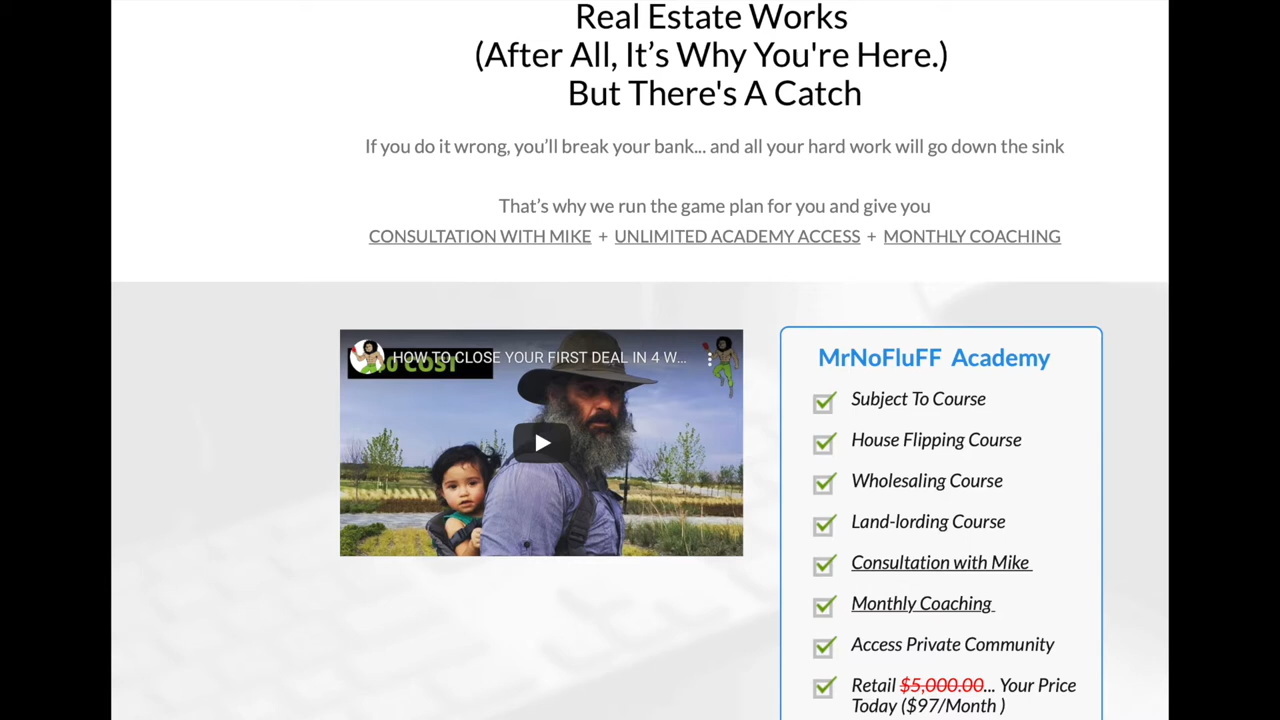 Real Estate Works
(After All, It’s Why You're Here.)
But There's A Catch
If you do it wrong, you’ll break your bank... and all your hard work will go down the sink
That’s why we run the game plan for you and give you
CONSULTATION WITH MIKE + UNLIMITED ACADEMY ACCESS + MONTHLY COACHING
HOW TO CLOSE YOUR FIRST DEAL IN 4 W...
COST
MrNoFluFF Academy
Subject To Course
House Flipping Course
Wholesaling Course
Land-lording Course
Consultation with Mike
Monthly Coaching
Access Private Community
Retail $5,000.00... Your Price
Today ($97/Month )